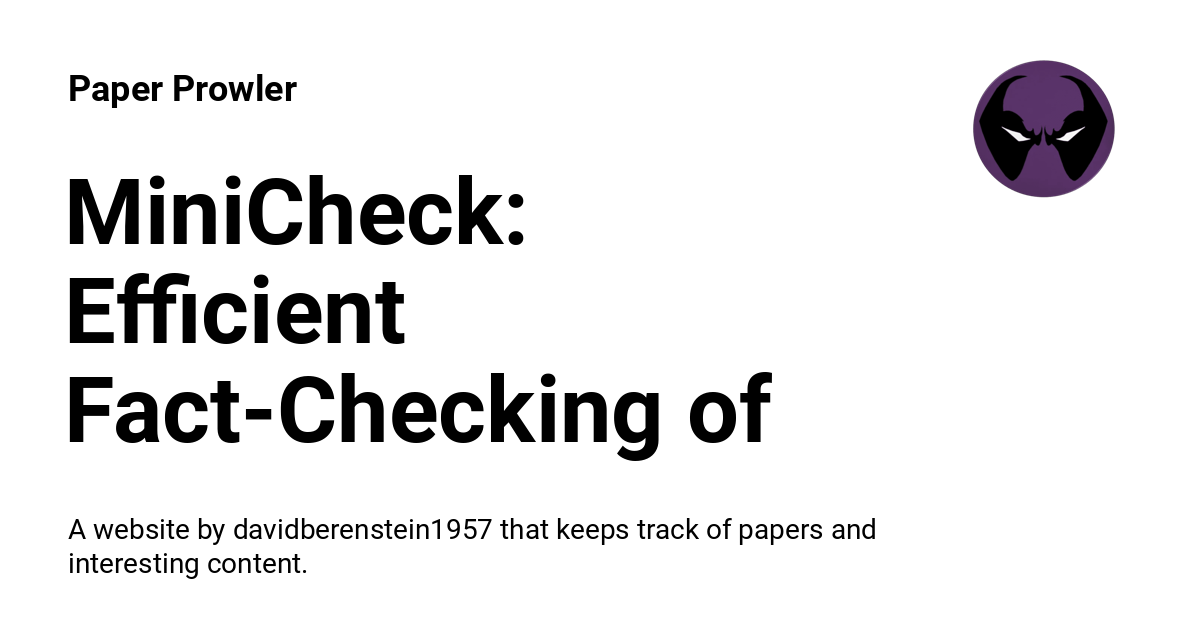 Paper Prowler
MiniCheck:
Efficient
Fact-Checking of
A website by davidberenstein1957 that keeps track of papers and
interesting content.